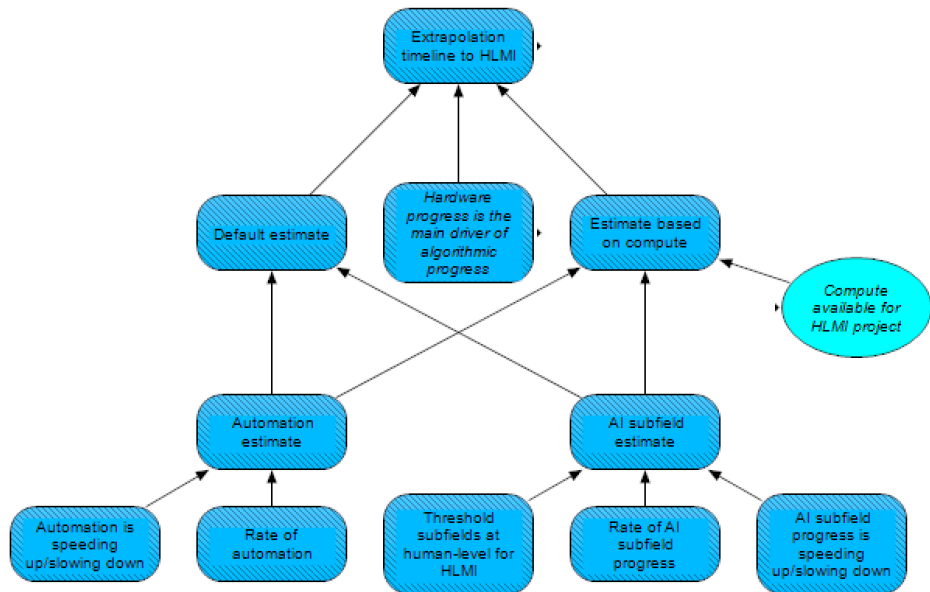 Extrapolation
timeline to HLMI
Default estimate
Hardware
progress is the
main driver of
algorithmic
progress
Estimate based
on compute
Compute
available for
HLMI project
Automation
estimate
AI subfield
estimate
Automation is
speeding
up/slowing down
Rate of
automation
Threshold
subfields at
human-level for
HLMI
Rate of AI
subfield
progress
AI subfield
progress is
speeding
up/slowing down